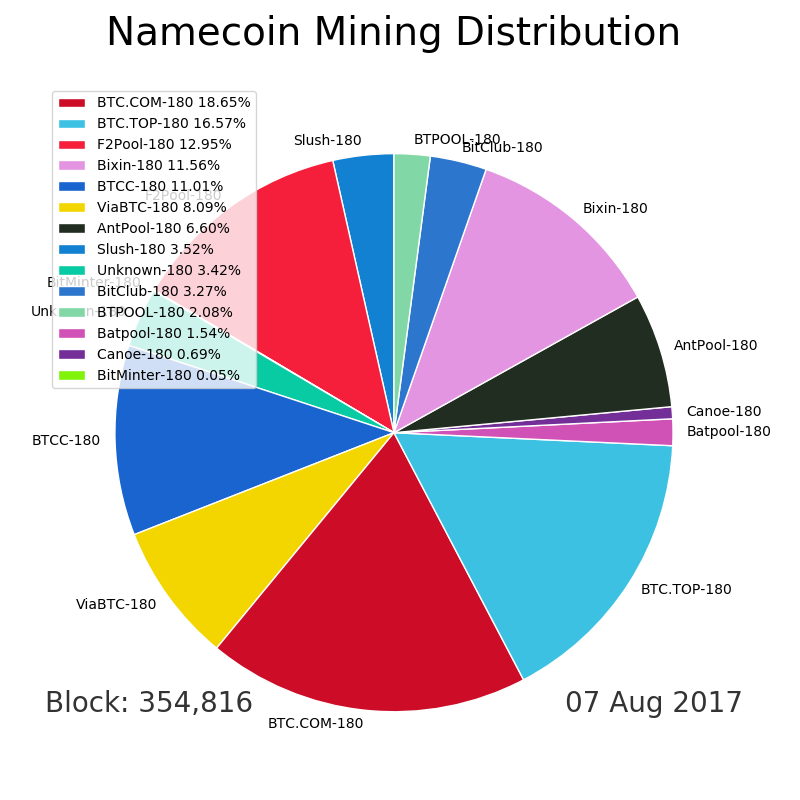 Namecoin Mining Distribution
BTC.COM-180 18.65%
BTC.TOP-180 16.57%
F2Pool-180 12.95%
Bixin-180 11.56%
BTCC-180 11.01%
ViaBTC-180 8.09%
AntPool-180 6.60%
Slush-180 3.52%
Unknown-180 3.42%
BitClub-180 3.27%
BTPOOL-180 2.08%
Batpool-180 1.54%
Canoe-180 0.69%
BitMinter-180 0.05%
Slush-180
BTPOOL-180
BitClub-180
F2Pool-180
Bixin-180
BitMinter-180
Unknown-180
AntPool-180
Canoe-180
Batpool-180
BTCC-180
BTC.TOP-180
ViaBTC-180
BTC.COM-180
Block: 354,816
07 Aug 2017